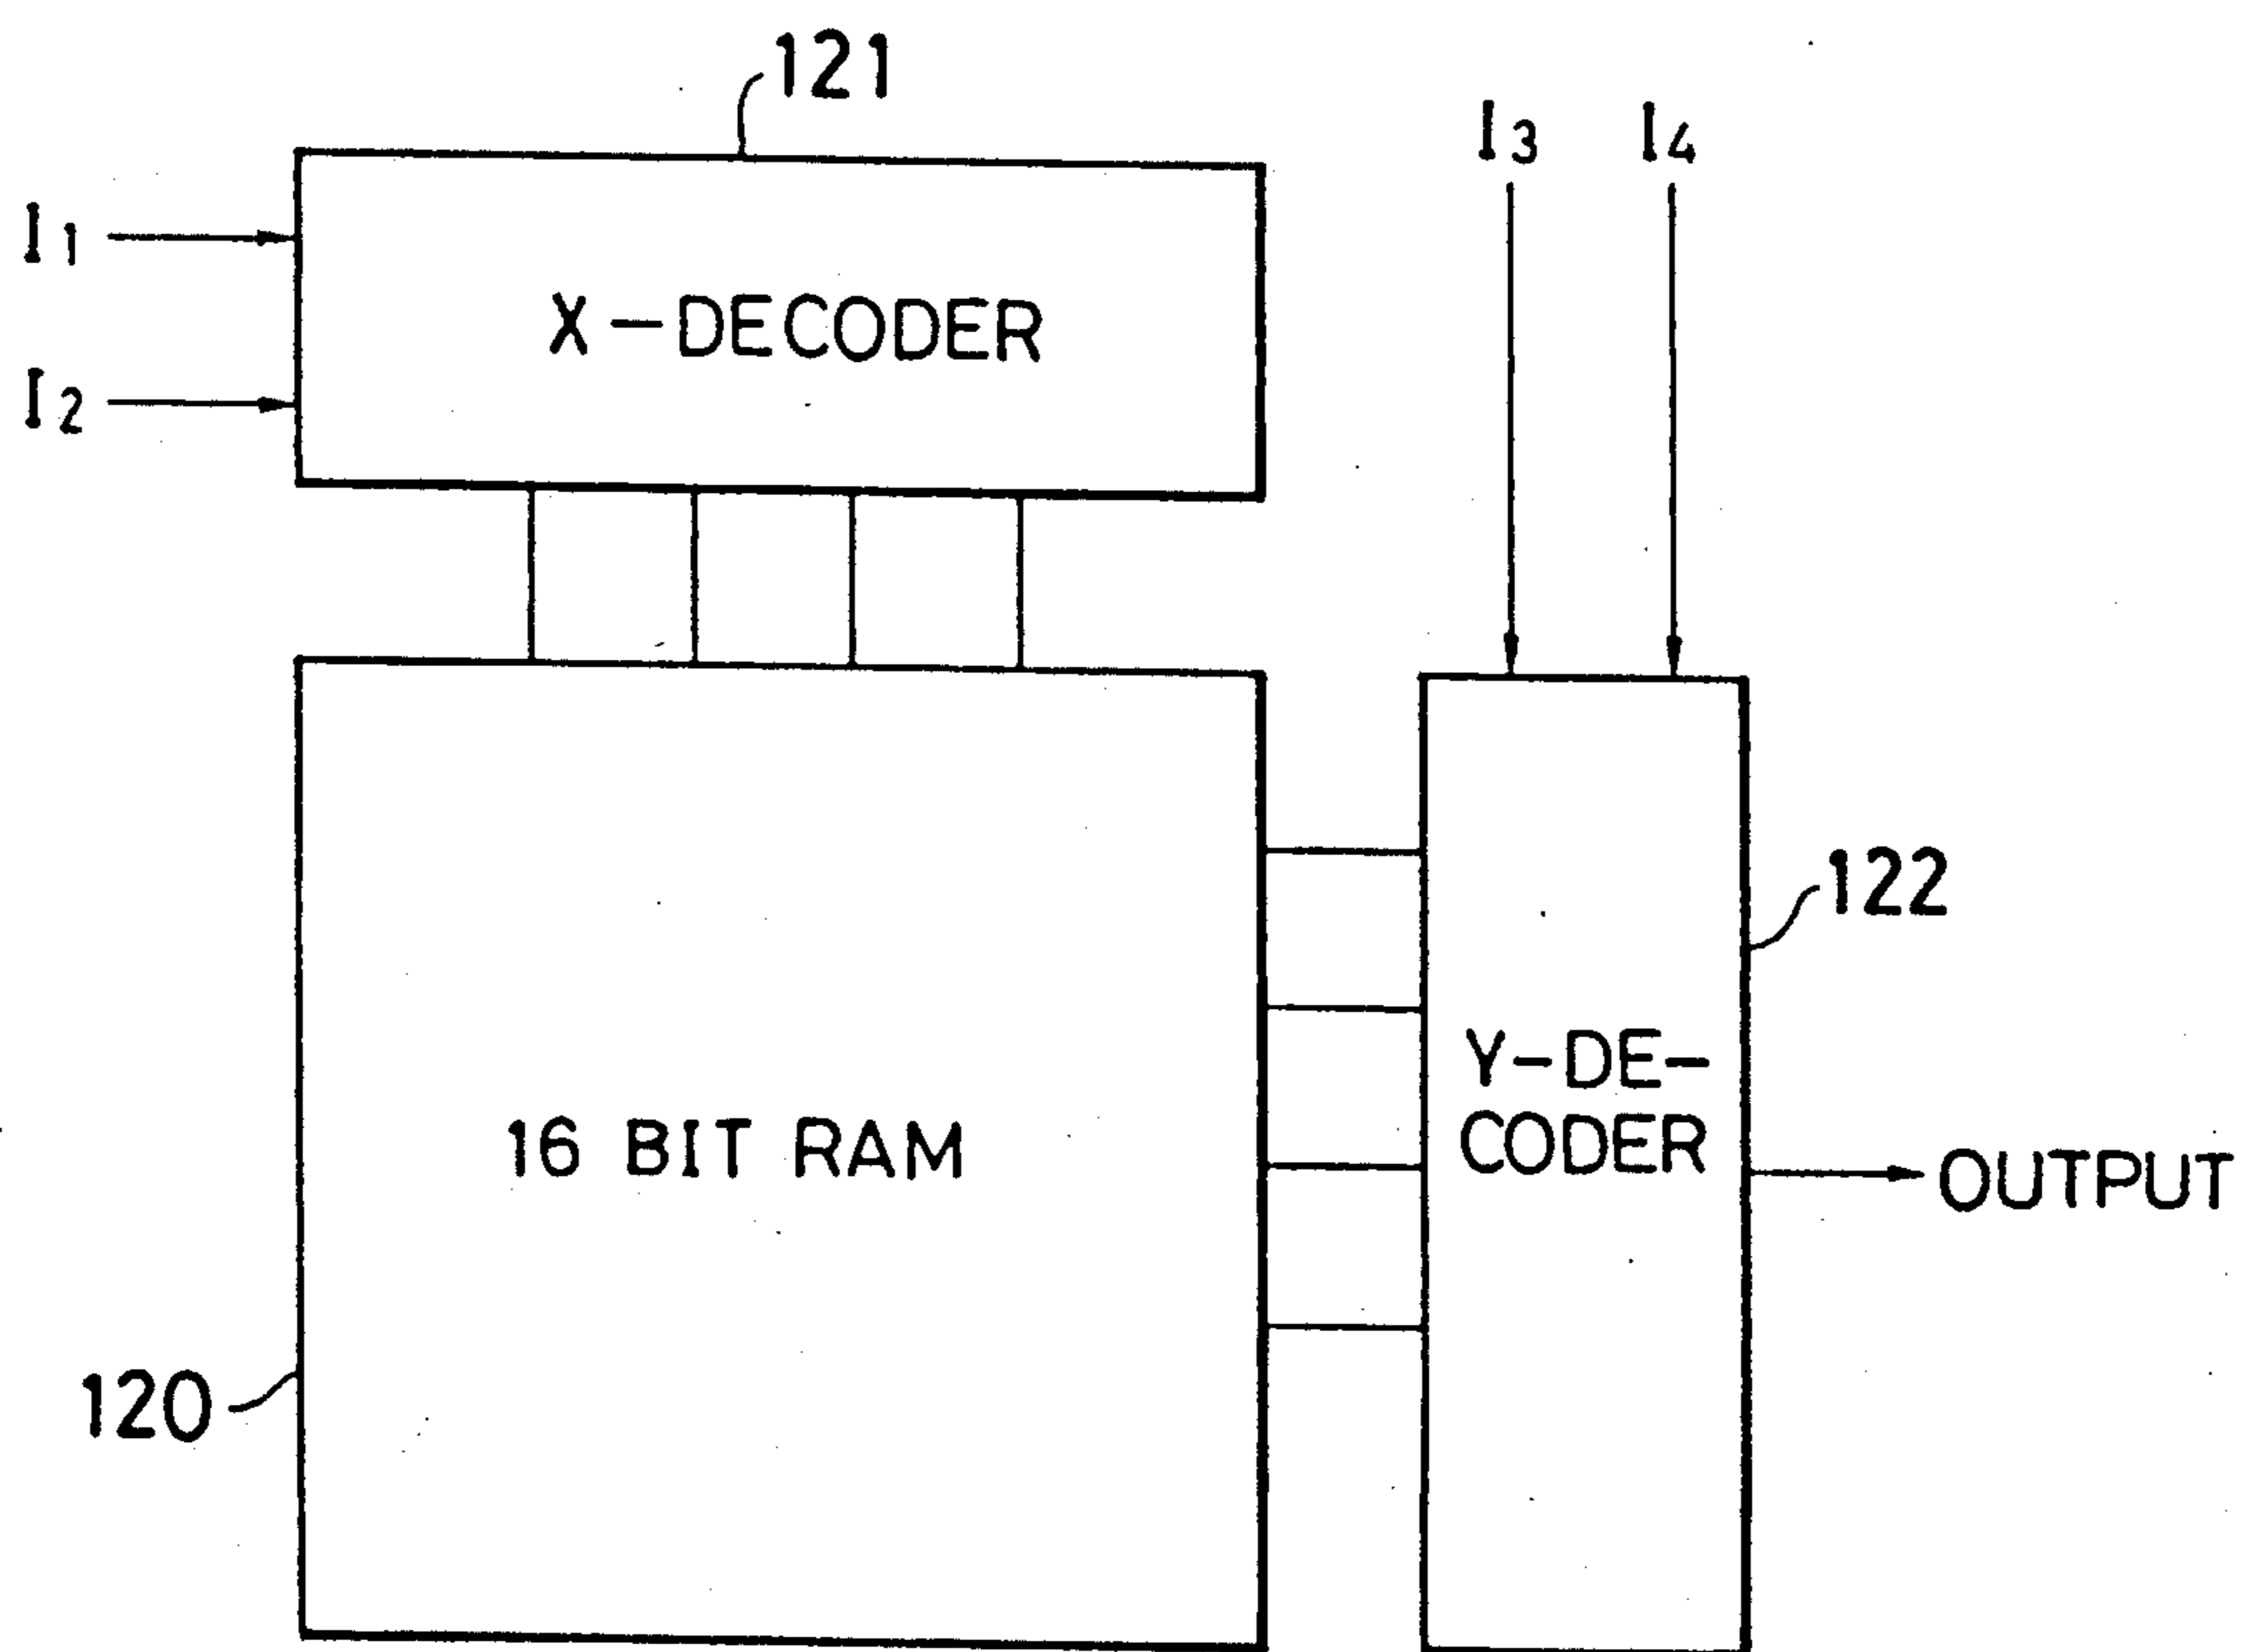 121
I3 I4
I1
X-DECODER
I2
122
Y-DE-
CODER
16 BIT RAM
OUTPUT
120